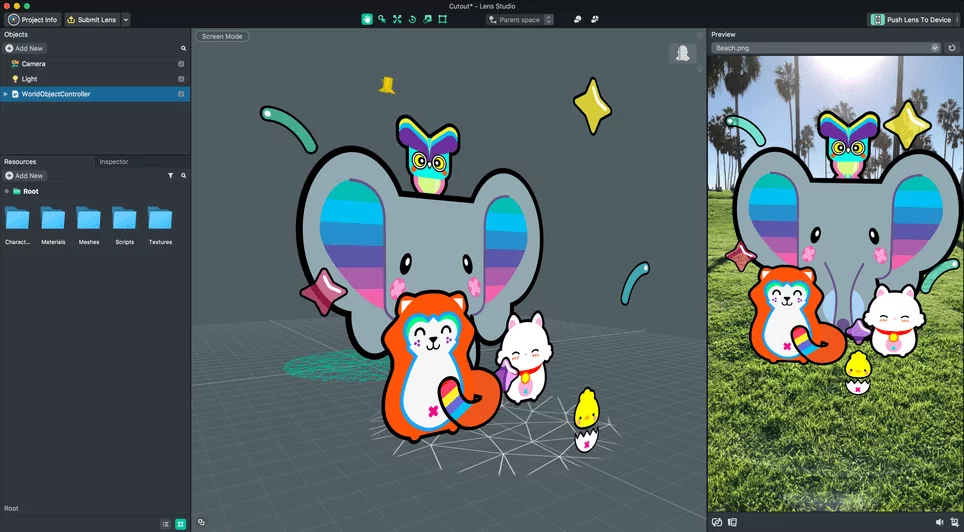 Cutout* - Lens Studio
Project Info
Submit Lens
Parent space
Push Lens To Device
Objects
Add New
Camera
Light
WorldObjectController
Resources
Inspector
Add New
Root
Charact...
Materials
Meshes
Scripts
Textures
Root
Screen Mode
Preview
Beach.png